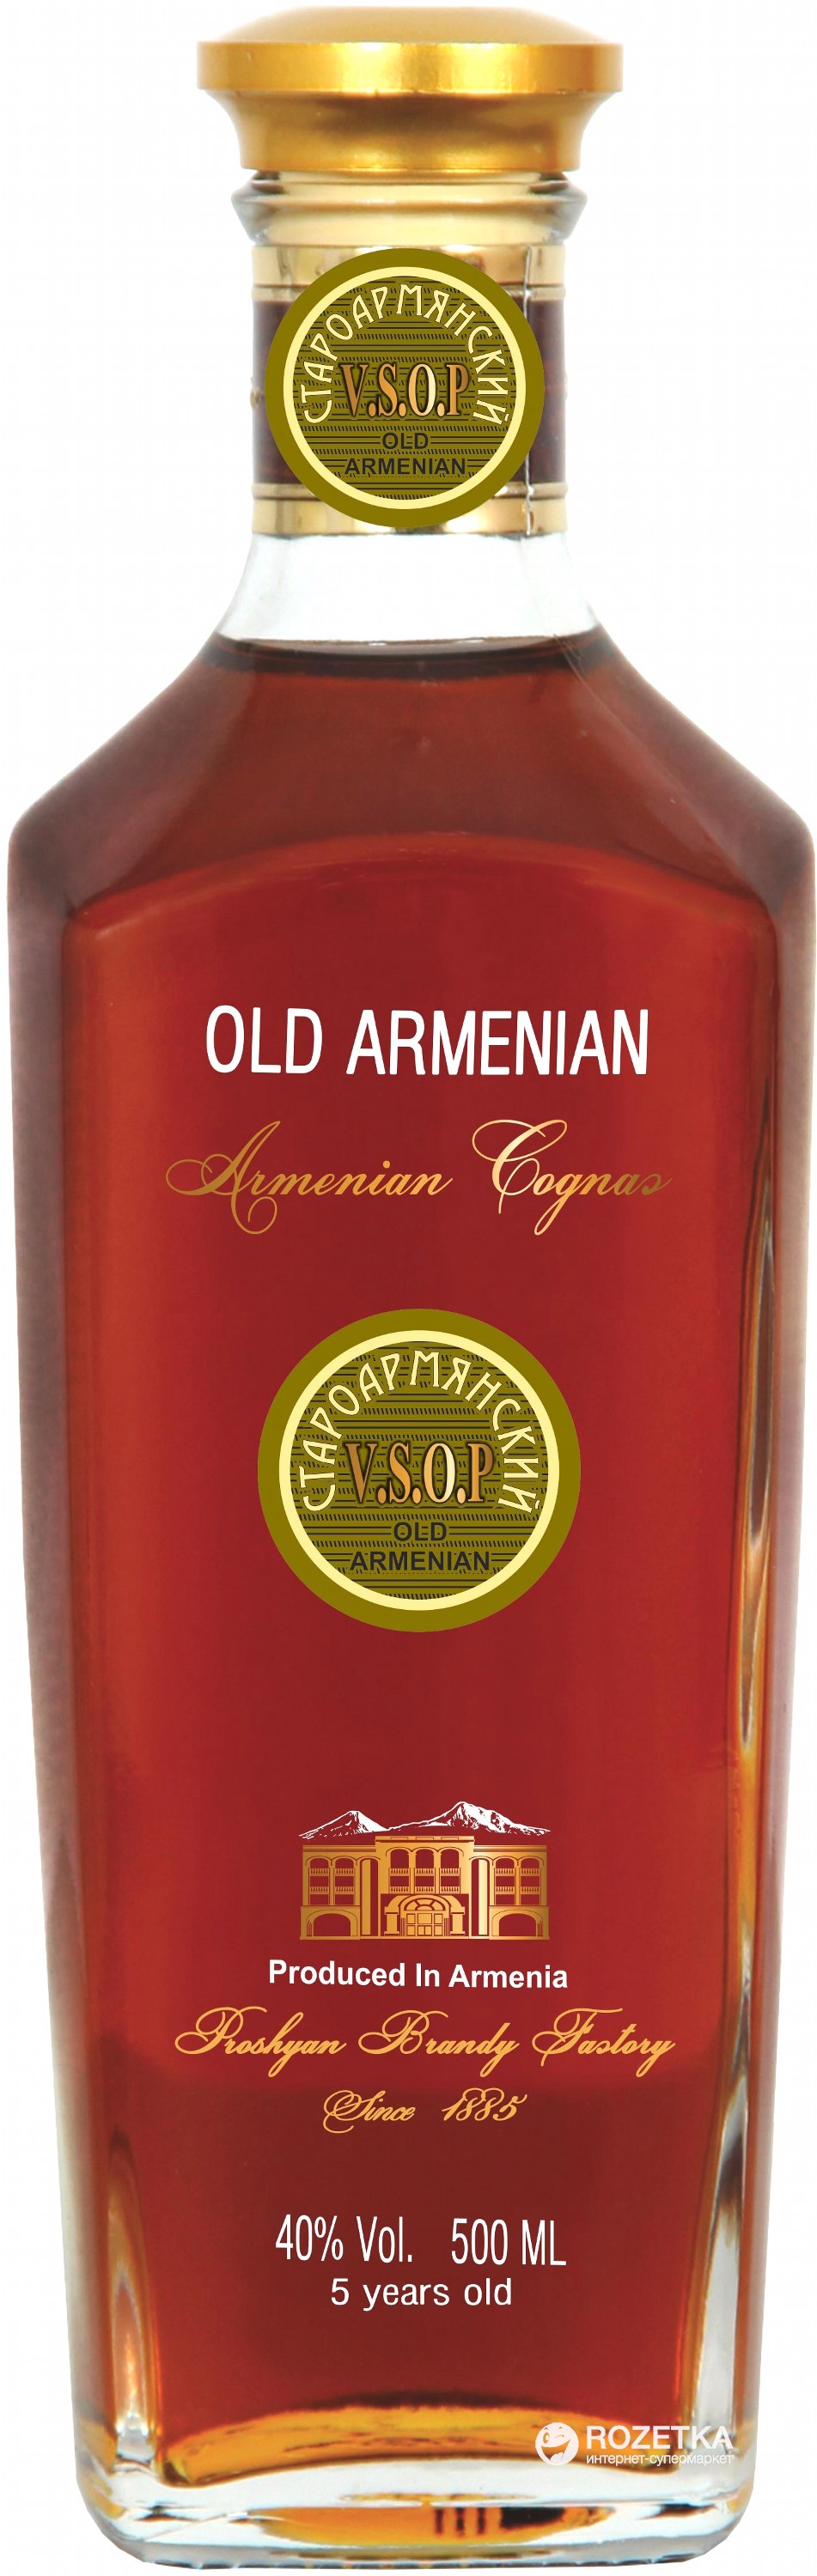 СТАРОАРМЯНСКИЙ
V.S.O.P
OLD
ARMENIAN
OLD ARMENIAN
Armenian Cognac
СТАРОАРМЯНСКИЙ
V.S.O.P
OLD
ARMENIAN
Produced In Armenia
Proshyan Brandy Factory
Since 1885
40% Vol. 500 ML
5 years old
ROZETKA
интернет-супермаркет